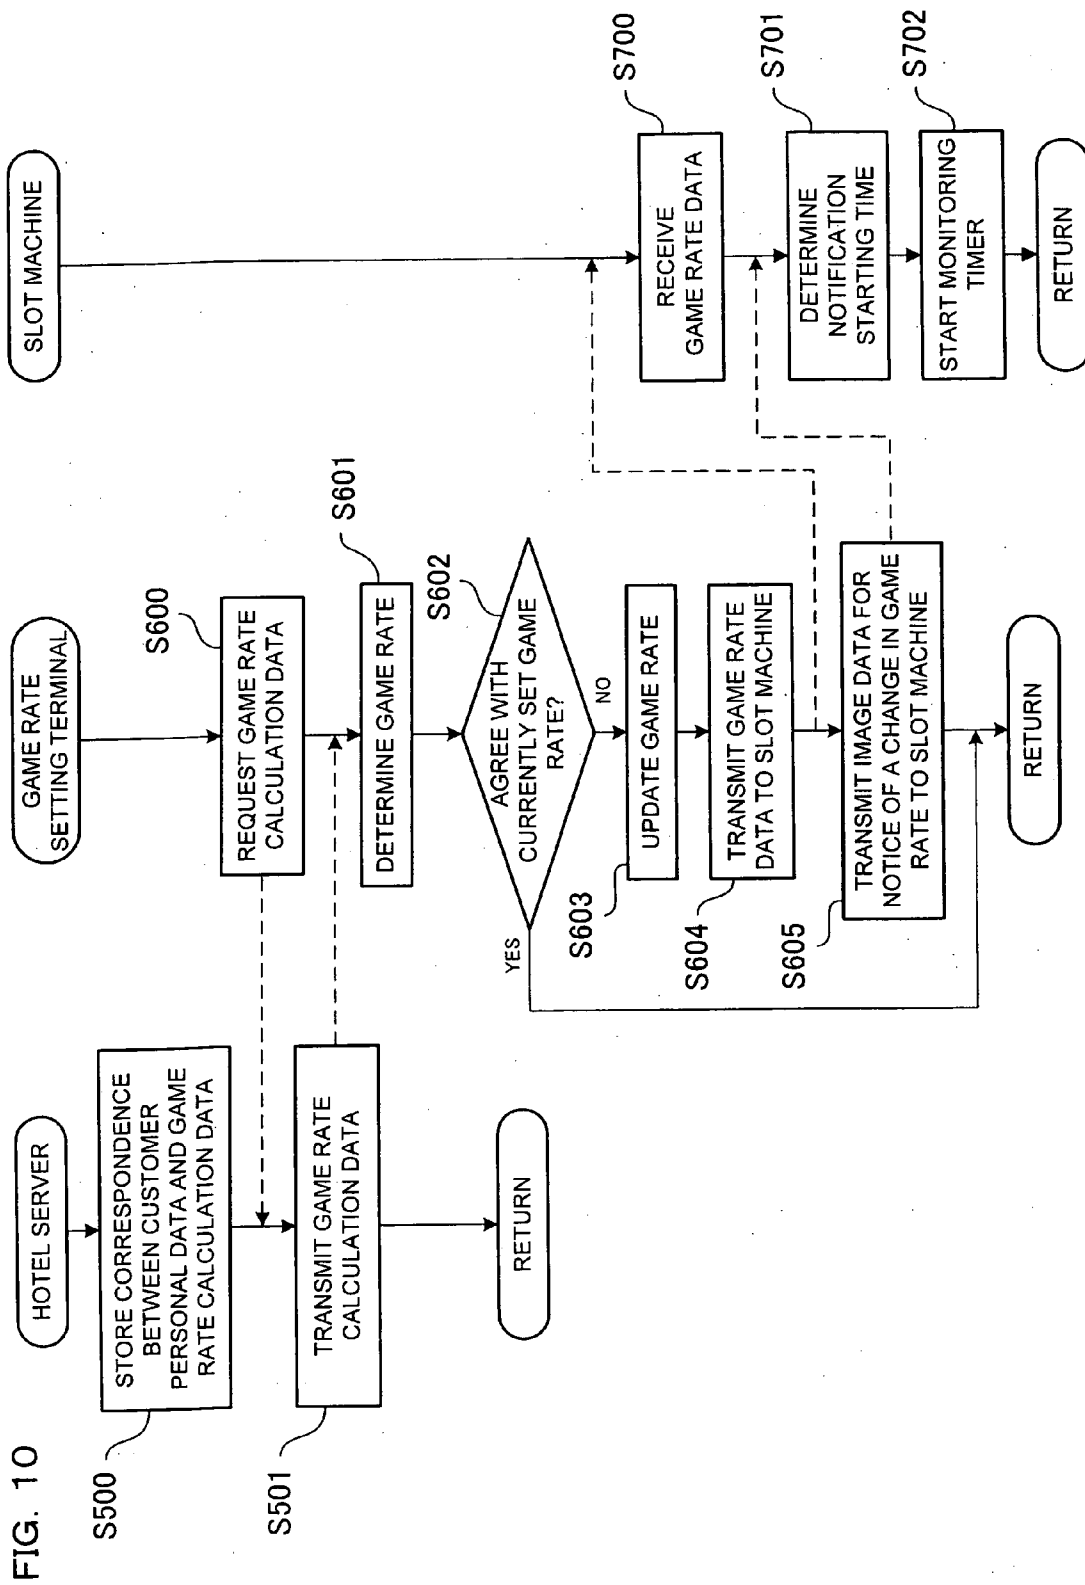 FIG. 10
HOTEL SERVER
S500
STORE CORRESPONDENCE
BETWEEN CUSTOMER
PERSONAL DATA AND GAME
RATE CALCULATION DATA
S501
TRANSMIT GAME RATE
CALCULATION DATA
RETURN
GAME RATE
SETTING TERMINAL
S600
REQUEST GAME RATE
CALCULATION DATA
S601
DETERMINE GAME RATE
S602
AGREE WITH
CURRENTLY SET GAME
RATE?
YES
NO
S603
UPDATE GAME RATE
S604
TRANSMIT GAME RATE
DATA TO SLOT MACHINE
S605
TRANSMIT IMAGE DATA FOR
NOTICE OF A CHANGE IN GAME
RATE TO SLOT MACHINE
RETURN
SLOT MACHINE
S700
RECEIVE
GAME RATE DATA
S701
DETERMINE
NOTIFICATION
STARTING TIME
S702
START MONITORING
TIMER
RETURN